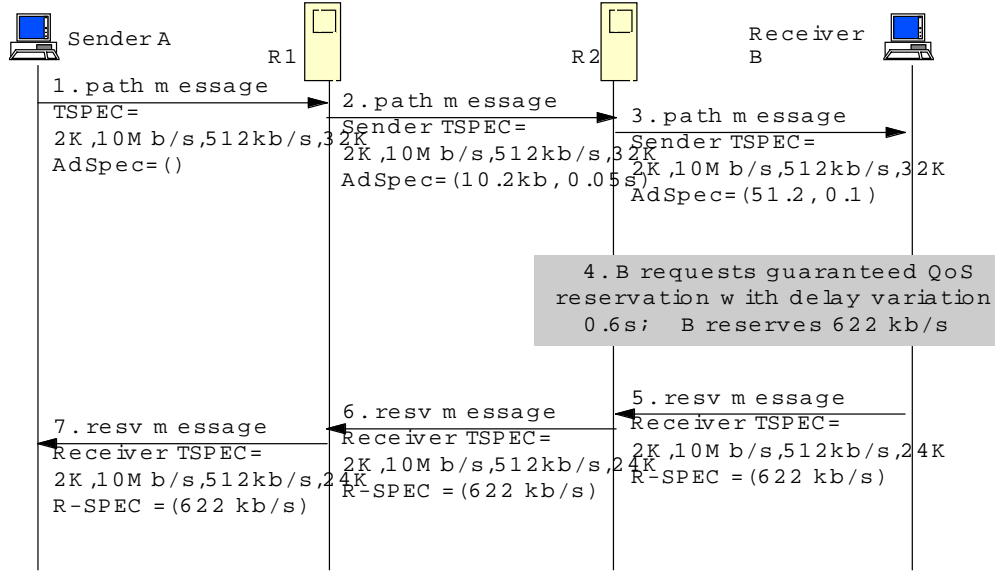 Sender A
R1
R2
Receiver
B
1. path message
TSPEC=
2K,10Mb/s,512kb/s,32K
AdSpec=()
2. path message
Sender TSPEC=
2K,10Mb/s,512kb/s,32K
AdSpec=(10.2kb, 0.05s)
3. path message
Sender TSPEC=
2K,10Mb/s,512kb/s,32K
AdSpec=(51.2, 0.1)
4. B requests guaranteed QoS
reservation with delay variation
0.6s; B reserves 622 kb/s
5. resv message
Receiver TSPEC=
2K,10Mb/s,512kb/s,24K
R-SPEC =(622 kb/s)
6. resv message
Receiver TSPEC=
2K,10Mb/s,512kb/s,24K
R-SPEC =(622 kb/s)
7. resv message
Receiver TSPEC=
2K,10Mb/s,512kb/s,24K
R-SPEC =(622 kb/s)